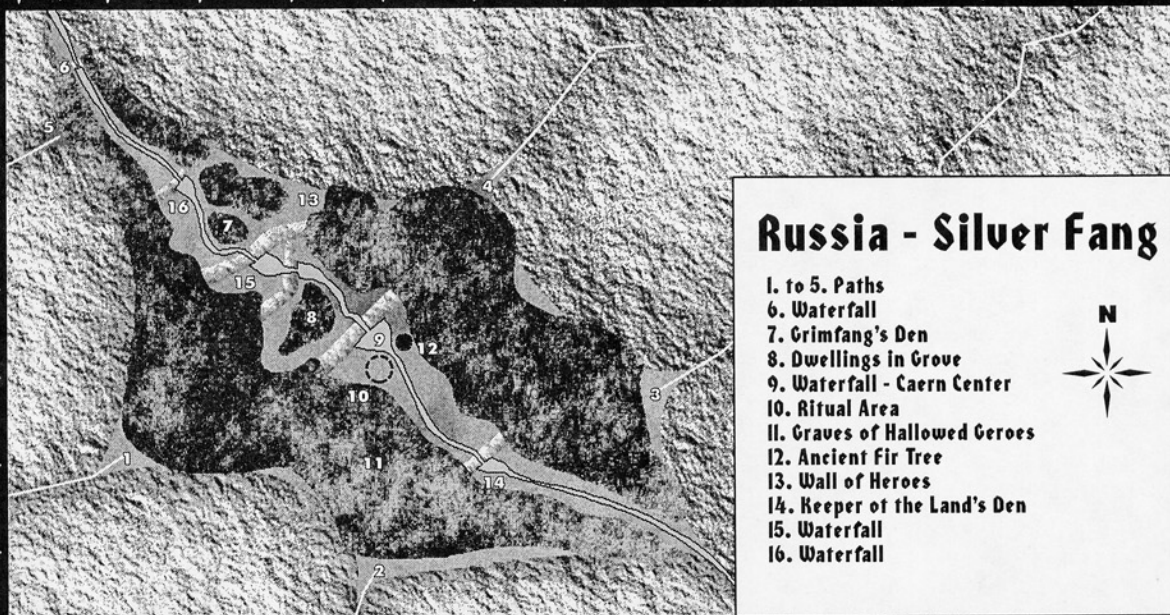 6
5
4
16
13
7
15
8
9
12
10
3
1
11
14
2
Russia - Silver Fang
1. to 5. Paths
6. Waterfall
7. Grimfang's Den
8. Dwellings in Grove
9. Waterfall - Caern Center
10. Ritual Area
11. Graves of Hallowed Geroes
12. Ancient Fir Tree
13. Wall of Heroes
14. Keeper ot the Land's Den
15. Waterfall
16. Waterfall
N